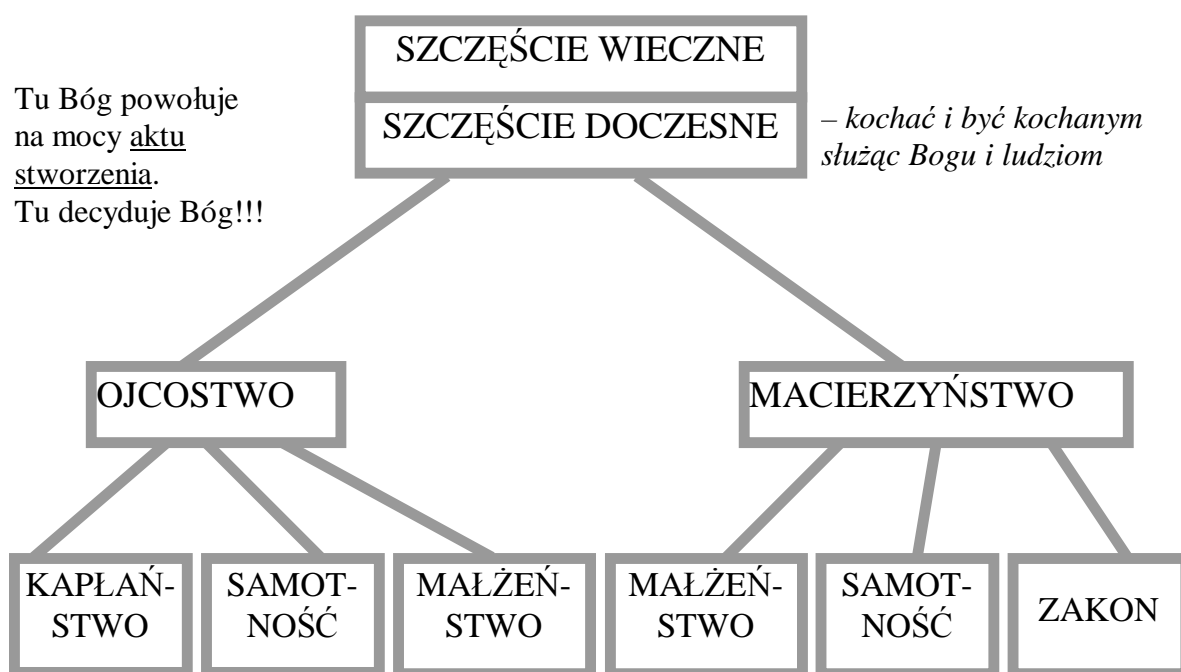 SZCZĘŚCIE WIECZNE
Tu Bóg powołuje
na mocy aktu
stworzenia.
Tu decyduje Bóg!!!
SZCZĘŚCIE DOCZESNE
– kochać i być kochanym
służąc Bogu i ludziom
OJCOSTWO
MACIERZYŃSTWO
KAPŁAŃ-
STWO
SAMOT-
NOŚĆ
MAŁŻEŃ-
STWO
MAŁŻEŃ-
STWO
SAMOT-
NOŚĆ
ZAKON